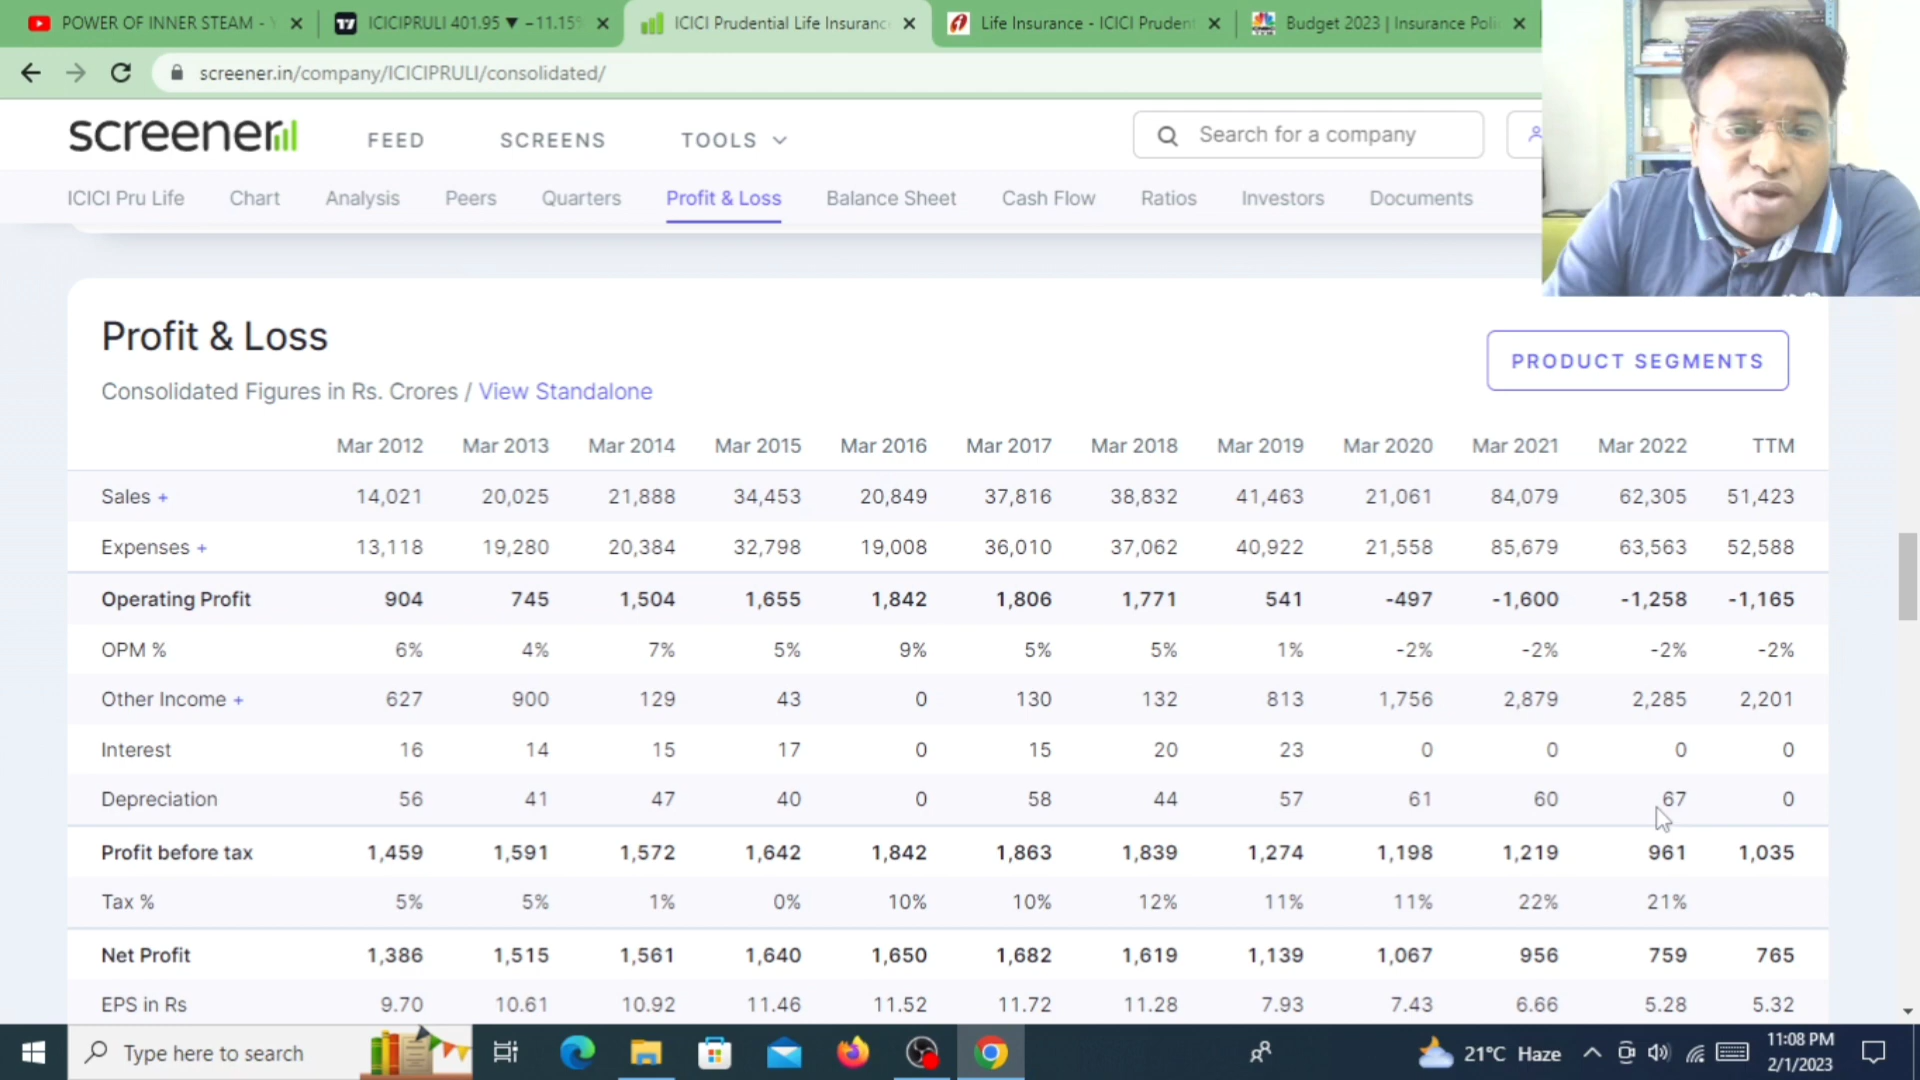 POWER OF INNER STEAM -
ICICIPRULI 401.95 ▼ −11.15%
ICICI Prudential Life Insuranc
Life Insurance - ICICI Prudent
Budget 2023 | Insurance Poli
screener.in/company/ICICIPRULI/consolidated/
screener
FEED SCREENS TOOLS
Search for a company
ICICI Pru Life Chart Analysis Peers Quarters Profit & Loss Balance Sheet Cash Flow Ratios Investors Documents
Profit & Loss
PRODUCT SEGMENTS
Consolidated Figures in Rs. Crores / View Standalone
Mar 2012 Mar 2013 Mar 2014 Mar 2015 Mar 2016 Mar 2017 Mar 2018 Mar 2019 Mar 2020 Mar 2021 Mar 2022 TTM
Sales + 14,021 20,025 21,888 34,453 20,849 37,816 38,832 41,463 21,061 84,079 62,305 51,423
Expenses + 13,118 19,280 20,384 32,798 19,008 36,010 37,062 40,922 21,558 85,679 63,563 52,588
Operating Profit 904 745 1,504 1,655 1,842 1,806 1,771 541 -497 -1,600 -1,258 -1,165
OPM % 6% 4% 7% 5% 9% 5% 5% 1% -2% -2% -2% -2%
Other Income + 627 900 129 43 0 130 132 813 1,756 2,879 2,285 2,201
Interest 16 14 15 17 0 15 20 23 0 0 0 0
Depreciation 56 41 47 40 0 58 44 57 61 60 67 0
Profit before tax 1,459 1,591 1,572 1,642 1,842 1,863 1,839 1,274 1,198 1,219 961 1,035
Tax % 5% 5% 1% 0% 10% 10% 12% 11% 11% 22% 21%
Net Profit 1,386 1,515 1,561 1,640 1,650 1,682 1,619 1,139 1,067 956 759 765
EPS in Rs 9.70 10.61 10.92 11.46 11.52 11.72 11.28 7.93 7.43 6.66 5.28 5.32
Type here to search
21°C Haze
11:08 PM
2/1/2023